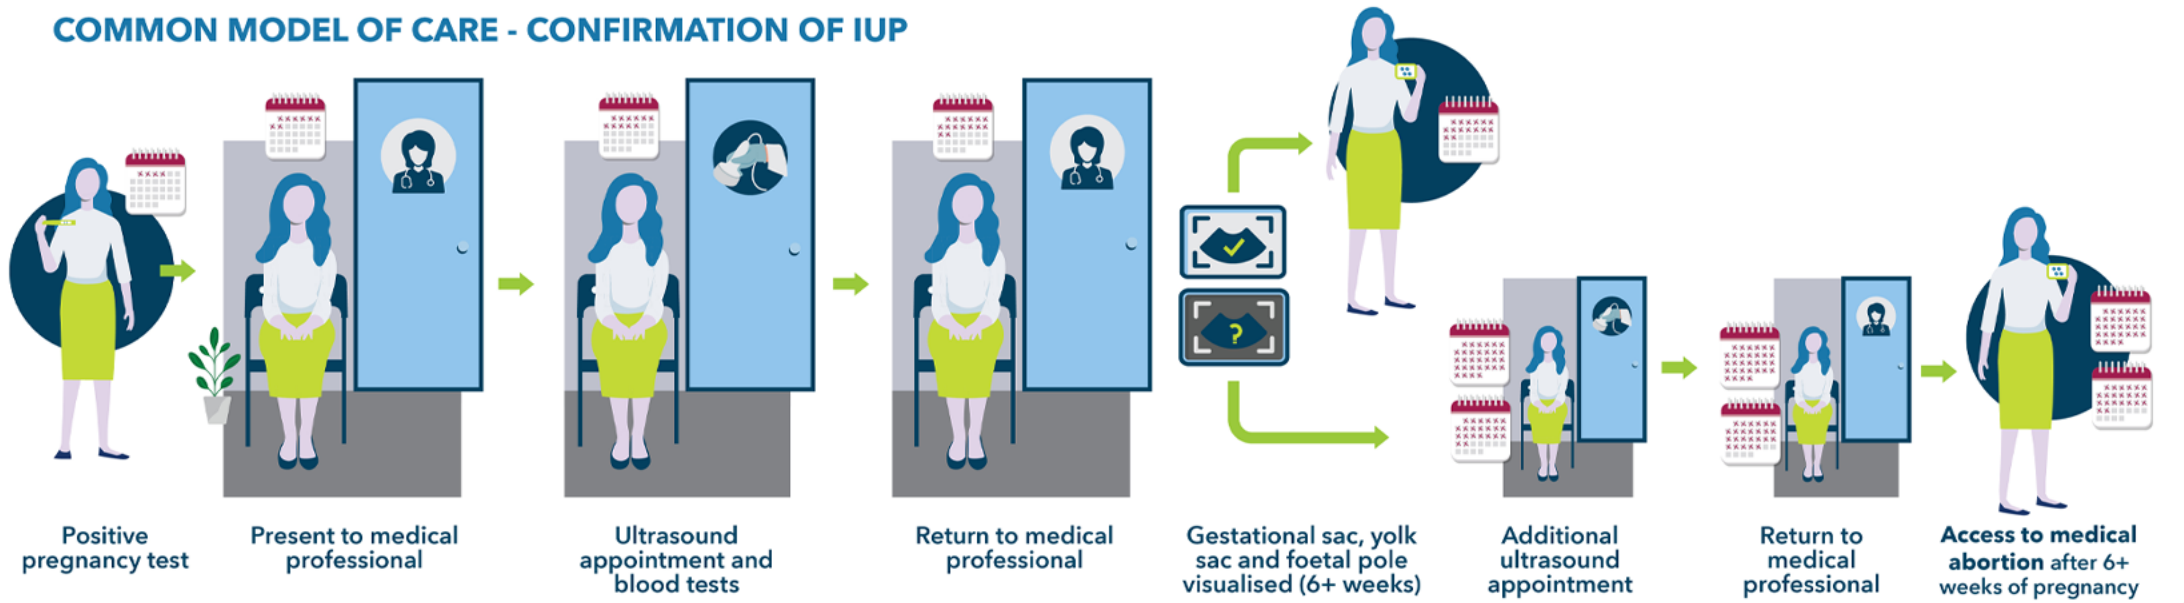 COMMON MODEL OF CARE - CONFIRMATION OF IUP
Positive
pregnancy test
Present to medical
professional
Ultrasound
appointment and
blood tests
Return to medical
professional
?
Gestational sac, yolk
sac and foetal pole
visualised (6+ weeks)
Additional
ultrasound
appointment
Return to
medical
professional
Access to medical
abortion after 6+
weeks of pregnancy